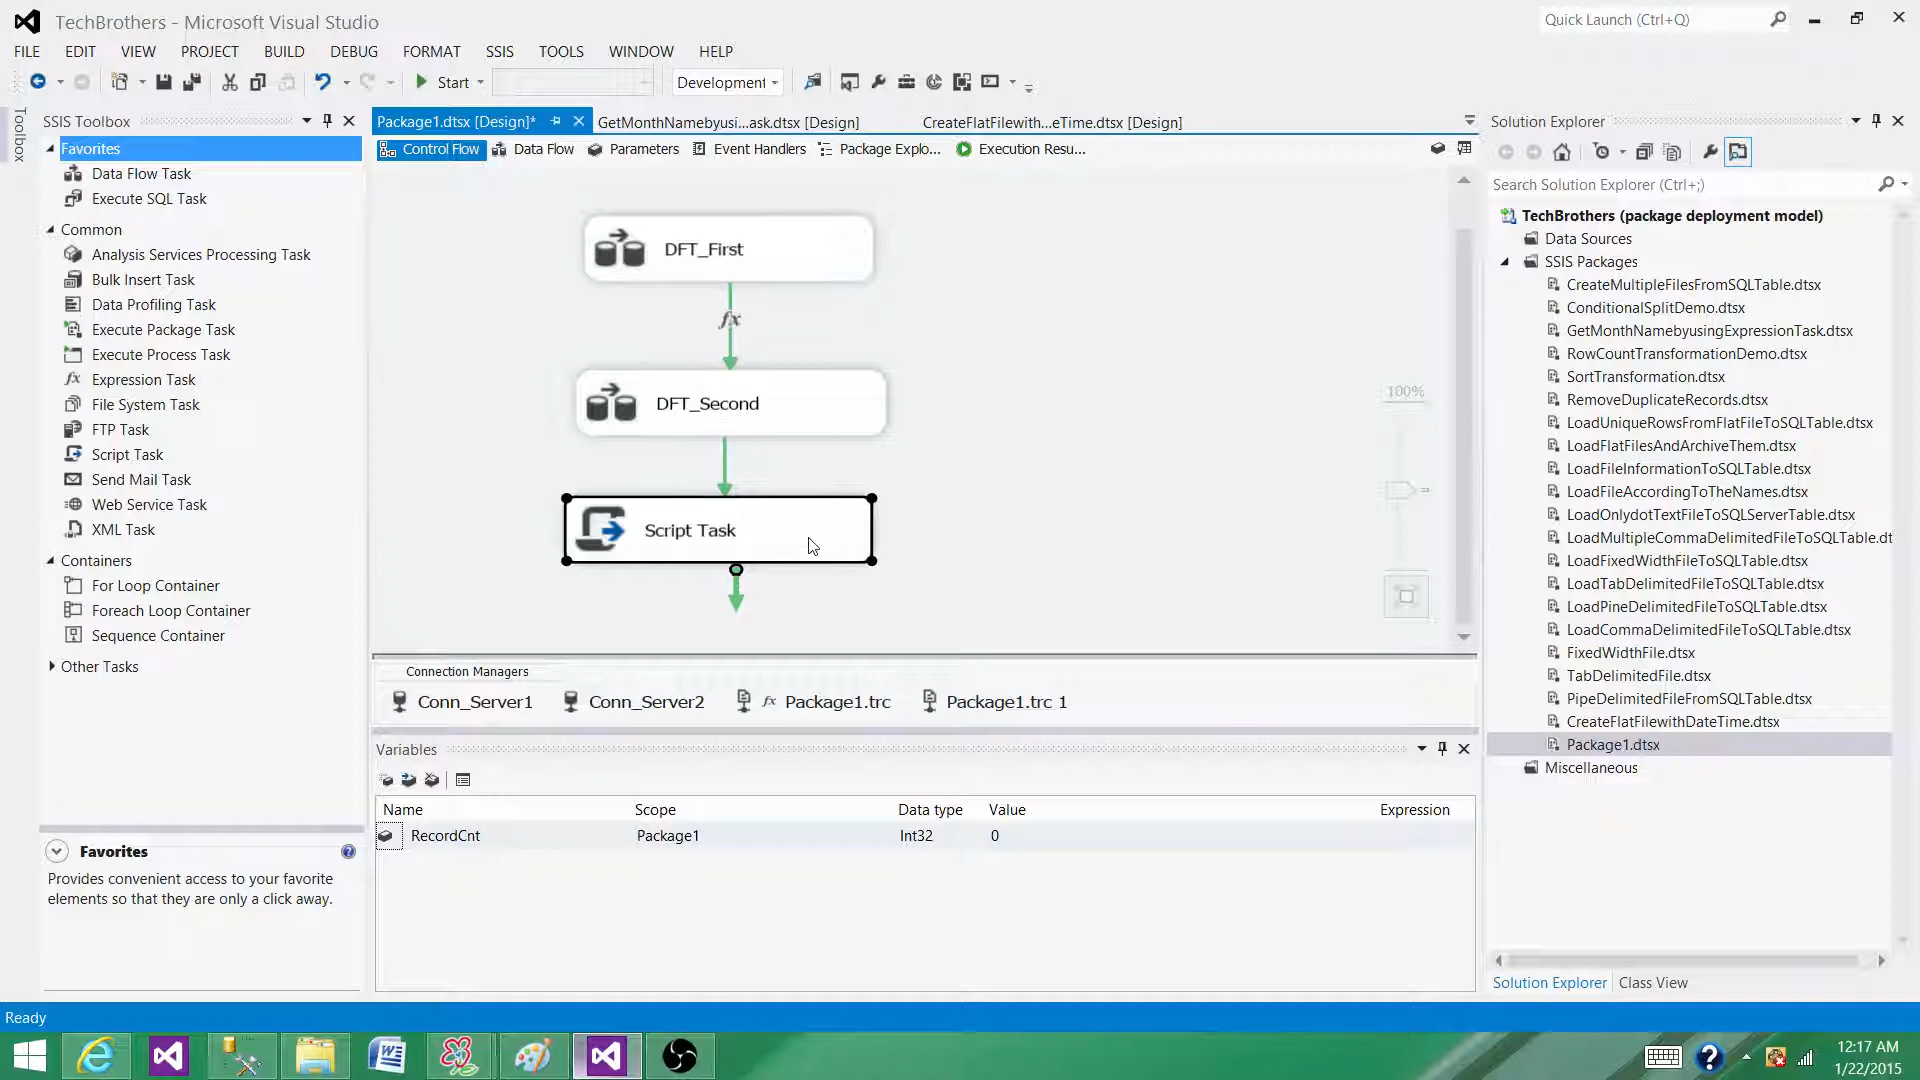 TechBrothers - Microsoft Visual Studio
Quick Launch (Ctrl+Q)
FILE EDIT VIEW PROJECT BUILD DEBUG FORMAT SSIS TOOLS WINDOW HELP
Start
Development
Toolbox
SSIS Toolbox
Favorites
Data Flow Task
Execute SQL Task
Common
Analysis Services Processing Task
Bulk Insert Task
Data Profiling Task
Execute Package Task
Execute Process Task
Expression Task
File System Task
FTP Task
Script Task
Send Mail Task
Web Service Task
XML Task
Containers
For Loop Container
Foreach Loop Container
Sequence Container
Other Tasks
Favorites
Provides convenient access to your favorite
elements so that they are only a click away.
Package1.dtsx [Design]*
GetMonthNamebyusi...ask.dtsx [Design]
CreateFlatFilewith...eTime.dtsx [Design]
Control Flow
Data Flow
Parameters
Event Handlers
Package Explo...
Execution Resu...
DFT_First
fx
DFT_Second
Script Task
100%
Connection Managers
Conn_Server1
Conn_Server2
fx Package1.trc
Package1.trc 1
Variables
Name Scope Data type Value Expression
RecordCnt Package1 Int32 0
Solution Explorer
Search Solution Explorer (Ctrl+;)
TechBrothers (package deployment model)
Data Sources
SSIS Packages
CreateMultipleFilesFromSQLTable.dtsx
ConditionalSplitDemo.dtsx
GetMonthNamebyusingExpressionTask.dtsx
RowCountTransformationDemo.dtsx
SortTransformation.dtsx
RemoveDuplicateRecords.dtsx
LoadUniqueRowsFromFlatFileToSQLTable.dtsx
LoadFlatFilesAndArchiveThem.dtsx
LoadFileInformationToSQLTable.dtsx
LoadFileAccordingToTheNames.dtsx
LoadOnlydotTextFileToSQLServerTable.dtsx
LoadMultipleCommaDelimitedFileToSQLTable.dt
LoadFixedWidthFileToSQLTable.dtsx
LoadTabDelimitedFileToSQLTable.dtsx
LoadPineDelimitedFileToSQLTable.dtsx
LoadCommaDelimitedFileToSQLTable.dtsx
FixedWidthFile.dtsx
TabDelimitedFile.dtsx
PipeDelimitedFileFromSQLTable.dtsx
CreateFlatFilewithDateTime.dtsx
Package1.dtsx
Miscellaneous
Solution Explorer
Class View
Ready
12:17 AM
1/22/2015